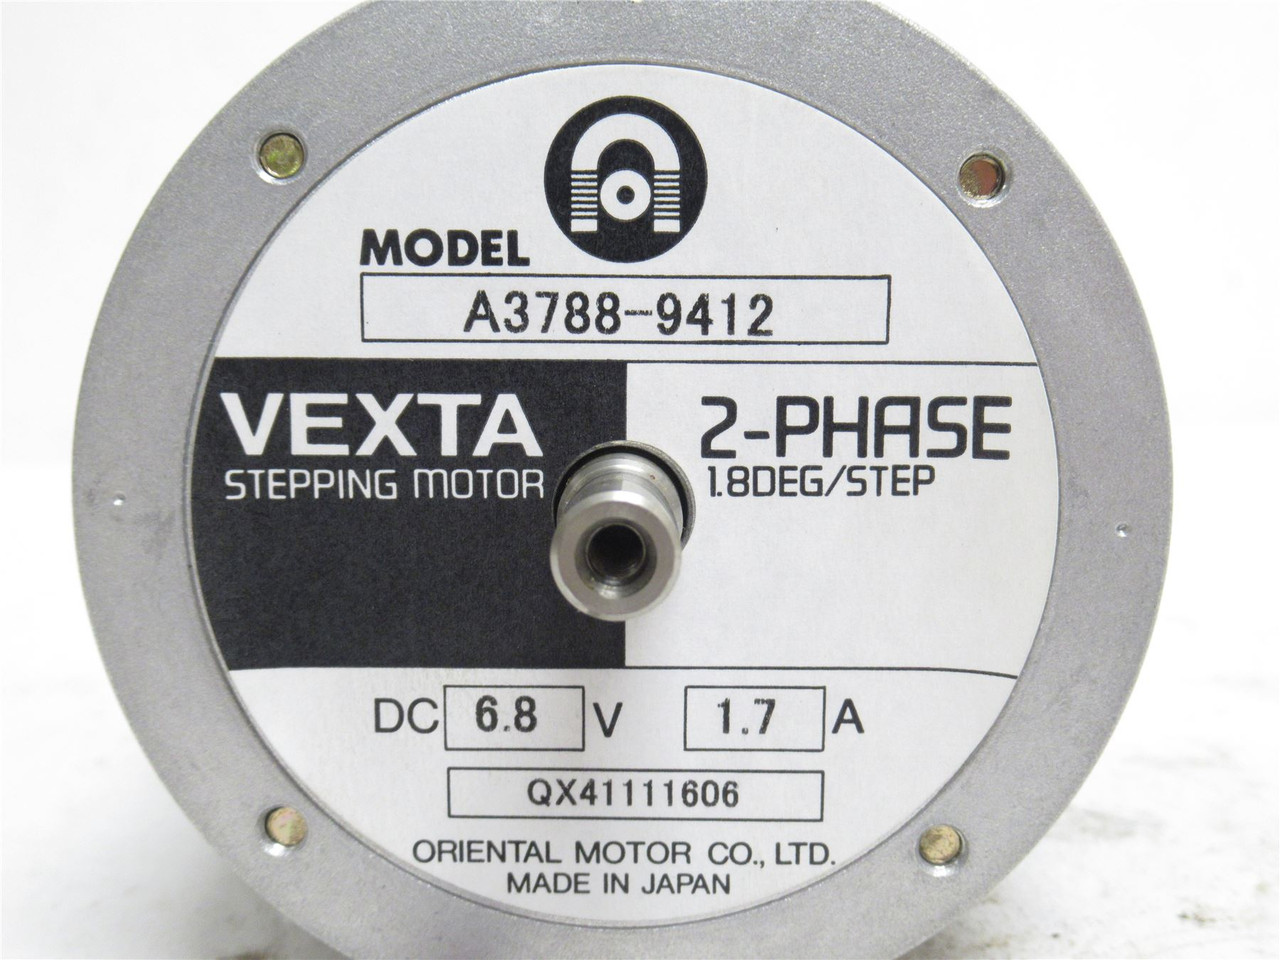 MODEL
A3788-9412
VEXTA
STEPPING MOTOR
2-PHASE
1.8DEG/STEP
DC 6.8 V 1.7 A
QX41111606
ORIENTAL MOTOR CO., LTD.
MADE IN JAPAN